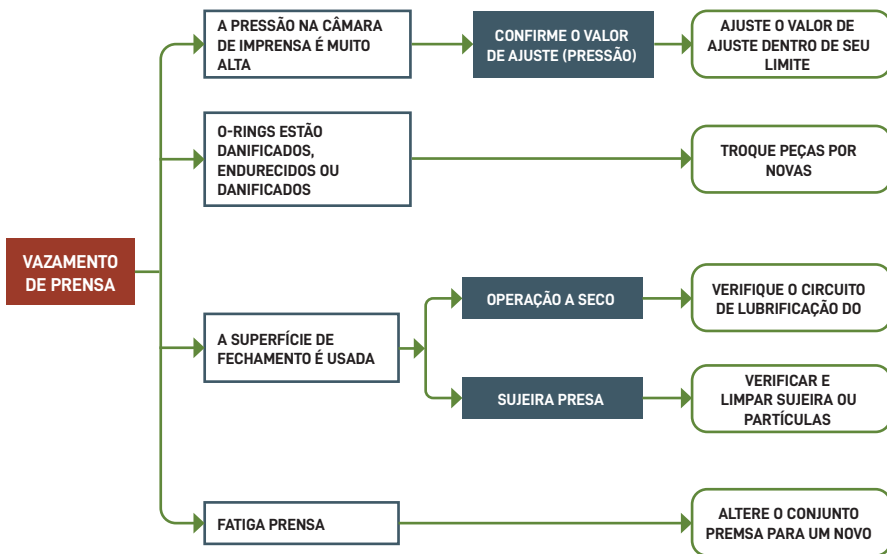 A PRESSÃO NA CÂMARA
DE IMPRENSA É MUITO
ALTA
CONFIRME O VALOR
DE AJUSTE (PRESSÃO)
AJUSTE O VALOR DE
AJUSTE DENTRO DE SEU
LIMITE
O-RINGS ESTÃO
DANIFICADOS,
ENDURECIDOS OU
DANIFICADOS
TROQUE PEÇAS POR
NOVAS
VAZAMENTO
DE PRENSA
A SUPERFÍCIE DE
FECHAMENTO É USADA
OPERAÇÃO A SECO
VERIFIQUE O CIRCUITO
DE LUBRIFICAÇÃO DO
SUJEIRA PRESA
VERIFICAR E
LIMPAR SUJEIRA OU
PARTÍCULAS
FATIGA PRENSA
ALTERE O CONJUNTO
PREMSA PARA UM NOVO